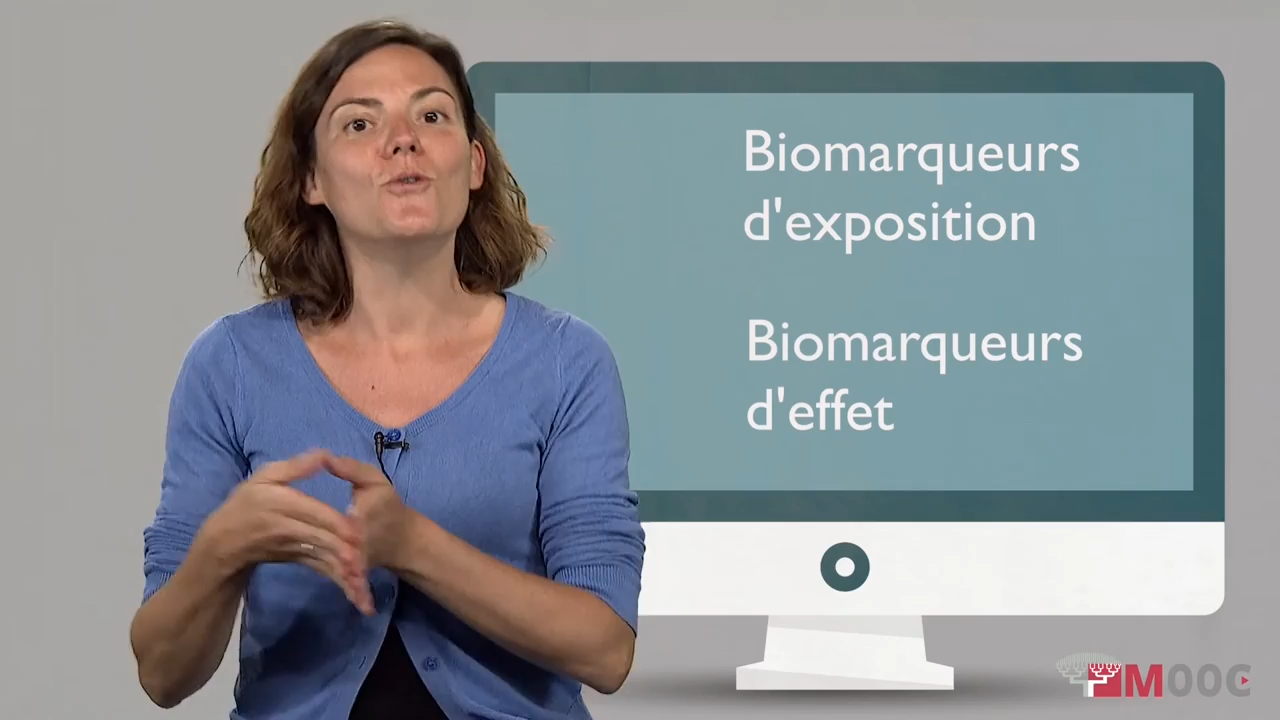 Biomarqueurs
d'exposition
Biomarqueurs
d'effet
MOOC